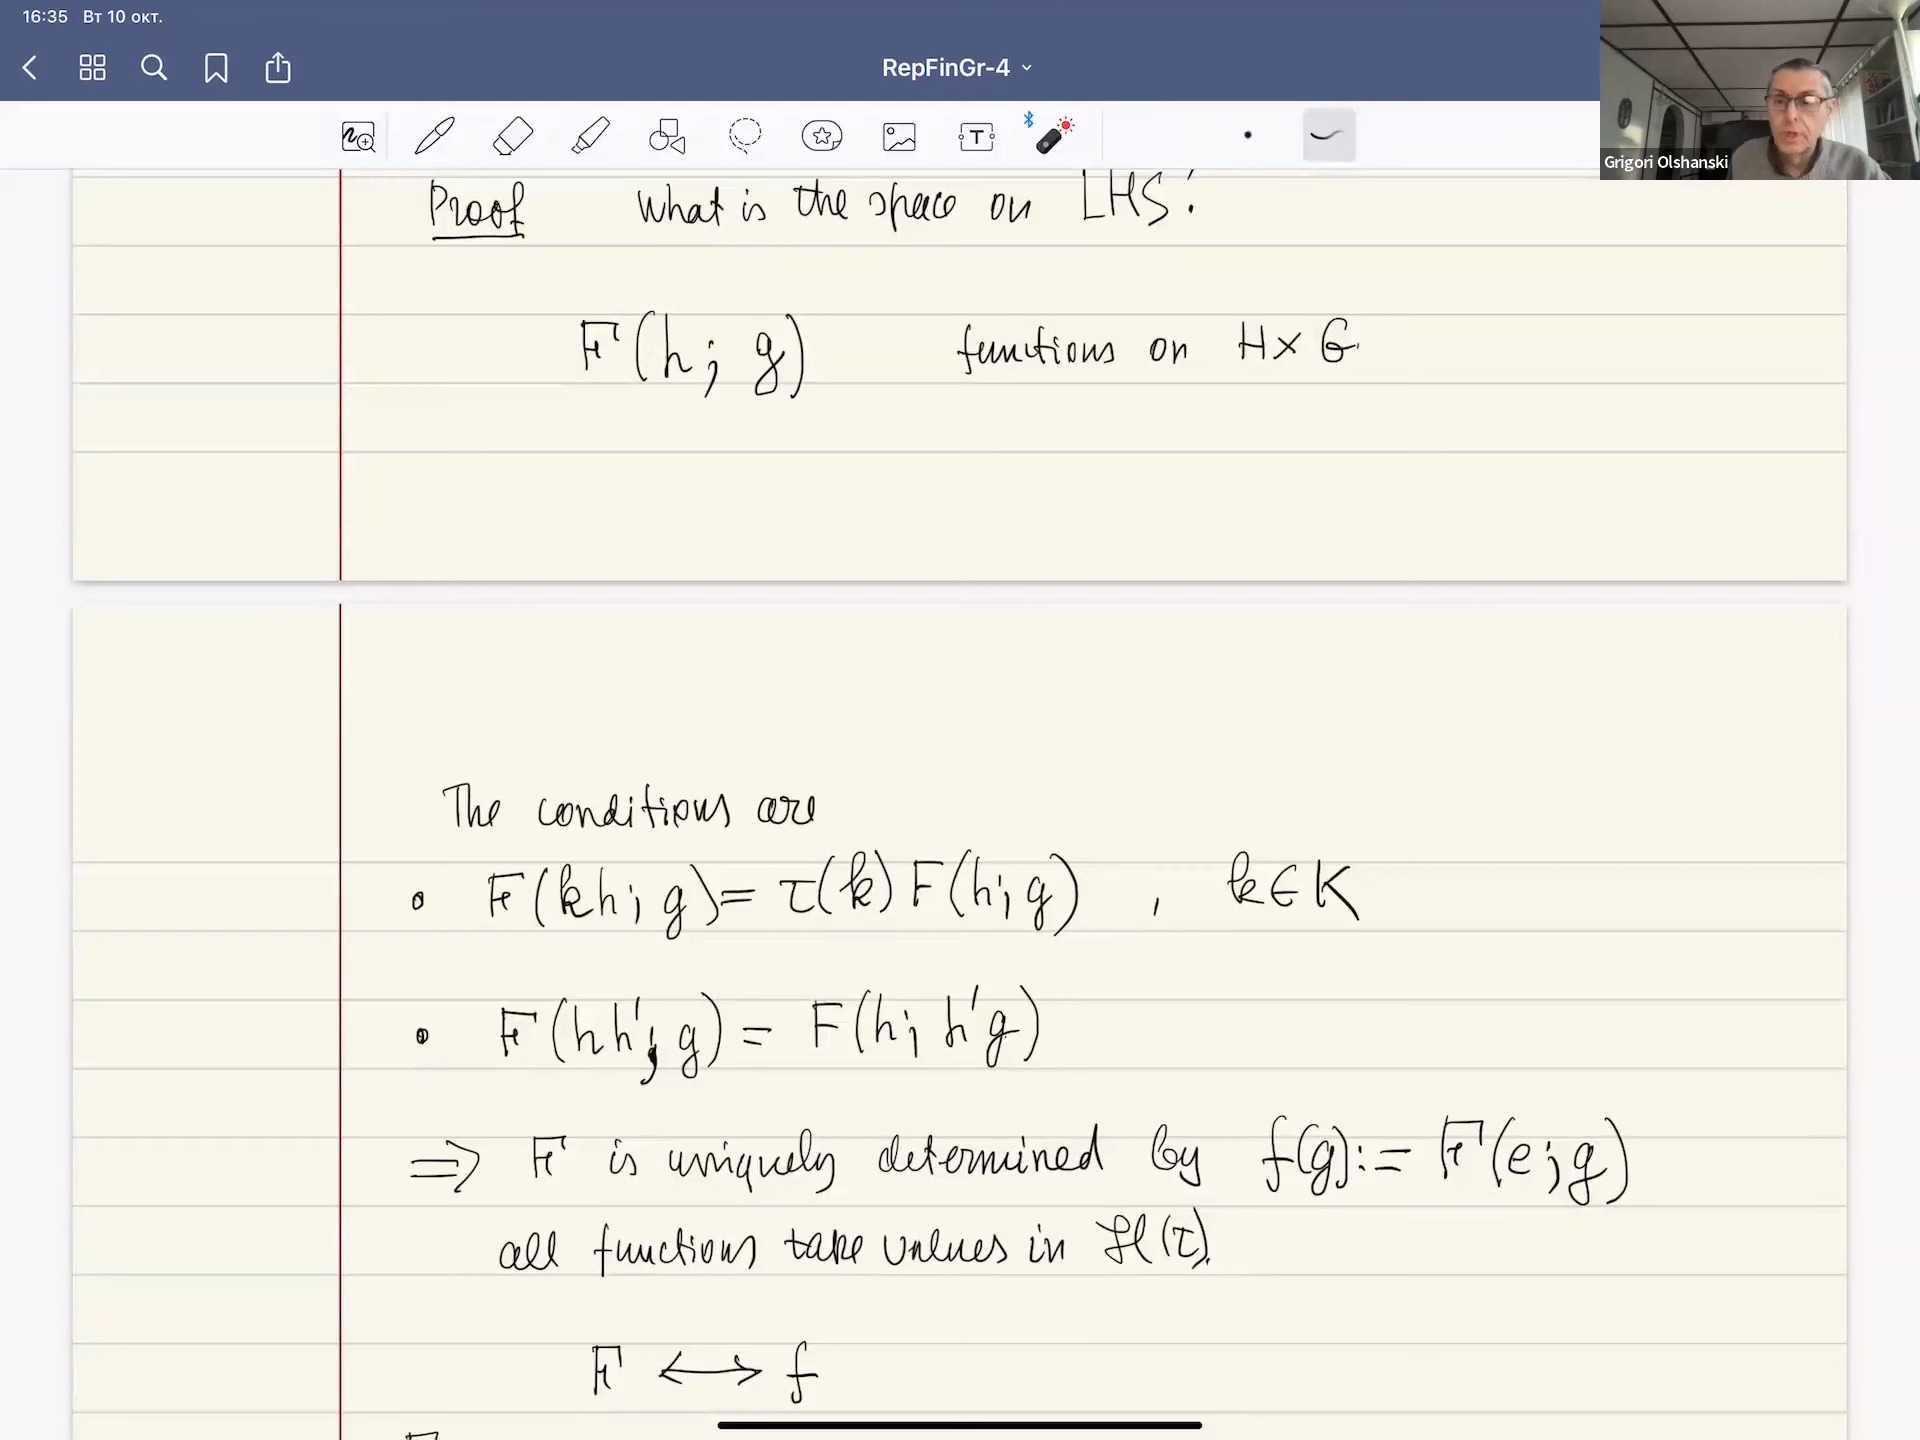 16:35 Вт 10 окт.
RepFinGr-4
Grigori Olshanski
Proof What is the space on LHS?
F(h; g) functions on H×G
The conditions are
• F(kh; g) = τ(k) F(h; g) , k∈K
• F(hh'; g) = F(h; h'g)
⇒ F is uniquely determined by f(g) := F(e; g)
all functions take values in ℋ(τ).
F ⟷ f